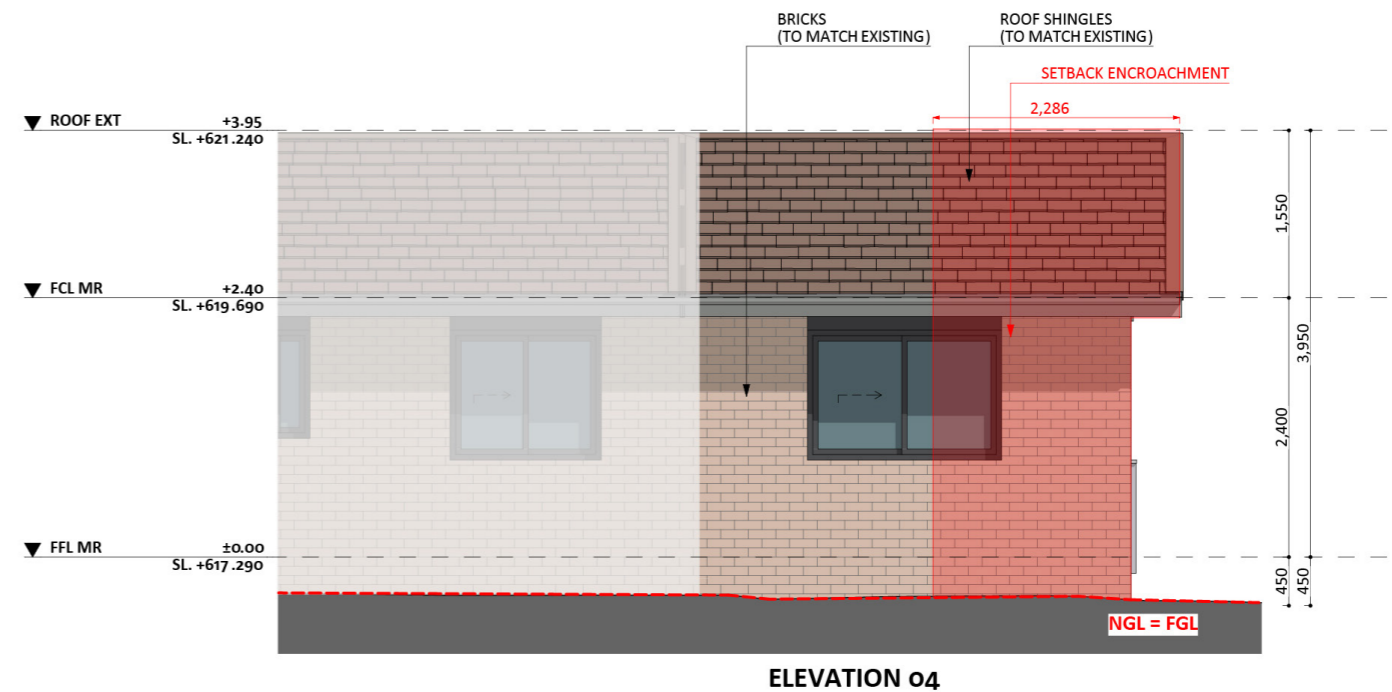 BRICKS
(TO MATCH EXISTING)
ROOF SHINGLES
(TO MATCH EXISTING)
SETBACK ENCROACHMENT
2,286
ROOF EXT +3.95
SL. +621.240
1,550
FCL MR +2.40
SL. +619.690
3,950
2,400
FFL MR ±0.00
SL. +617.290
450
450
NGL = FGL
ELEVATION 04